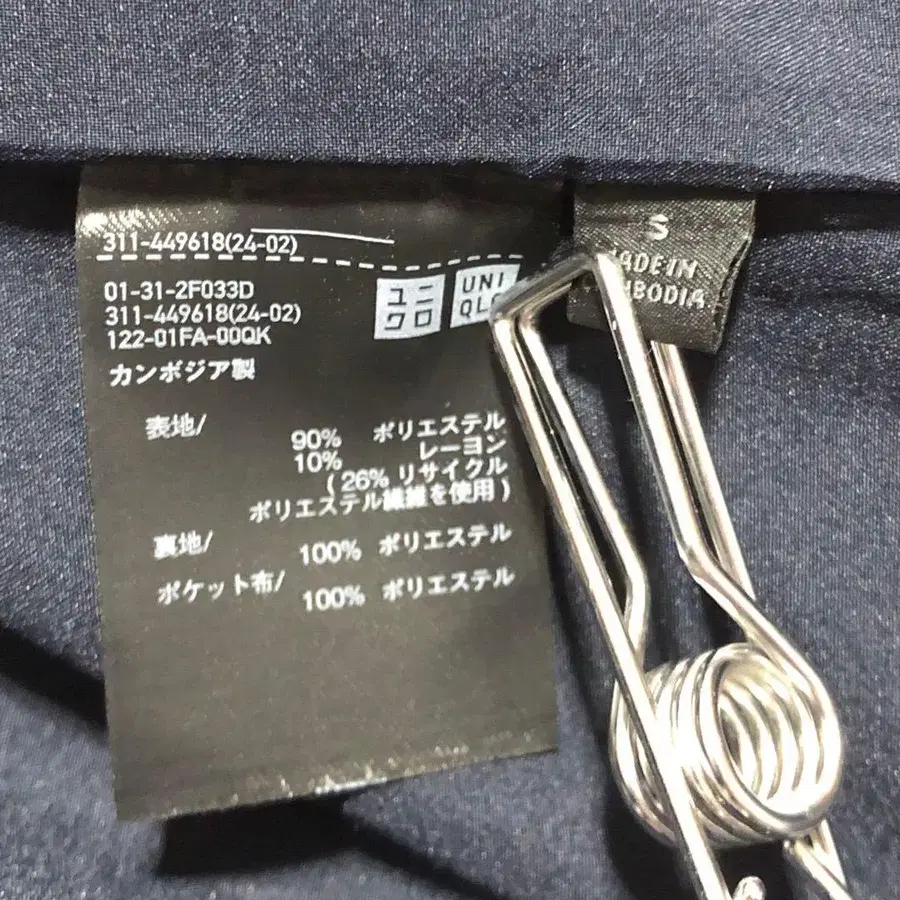 311-449618(24-02)
01-31-2F033D
311-449618(24-02)
122-01FA-00QK
ユニ
クロ
UNI
カンボジア製
表地/ 90% ポリエステル
10% レーヨン
(26% リサイクル
ポリエステル繊維を使用)
裏地/ 100% ポリエステル
ポケット布/ 100% ポリエステル
S
MADE IN